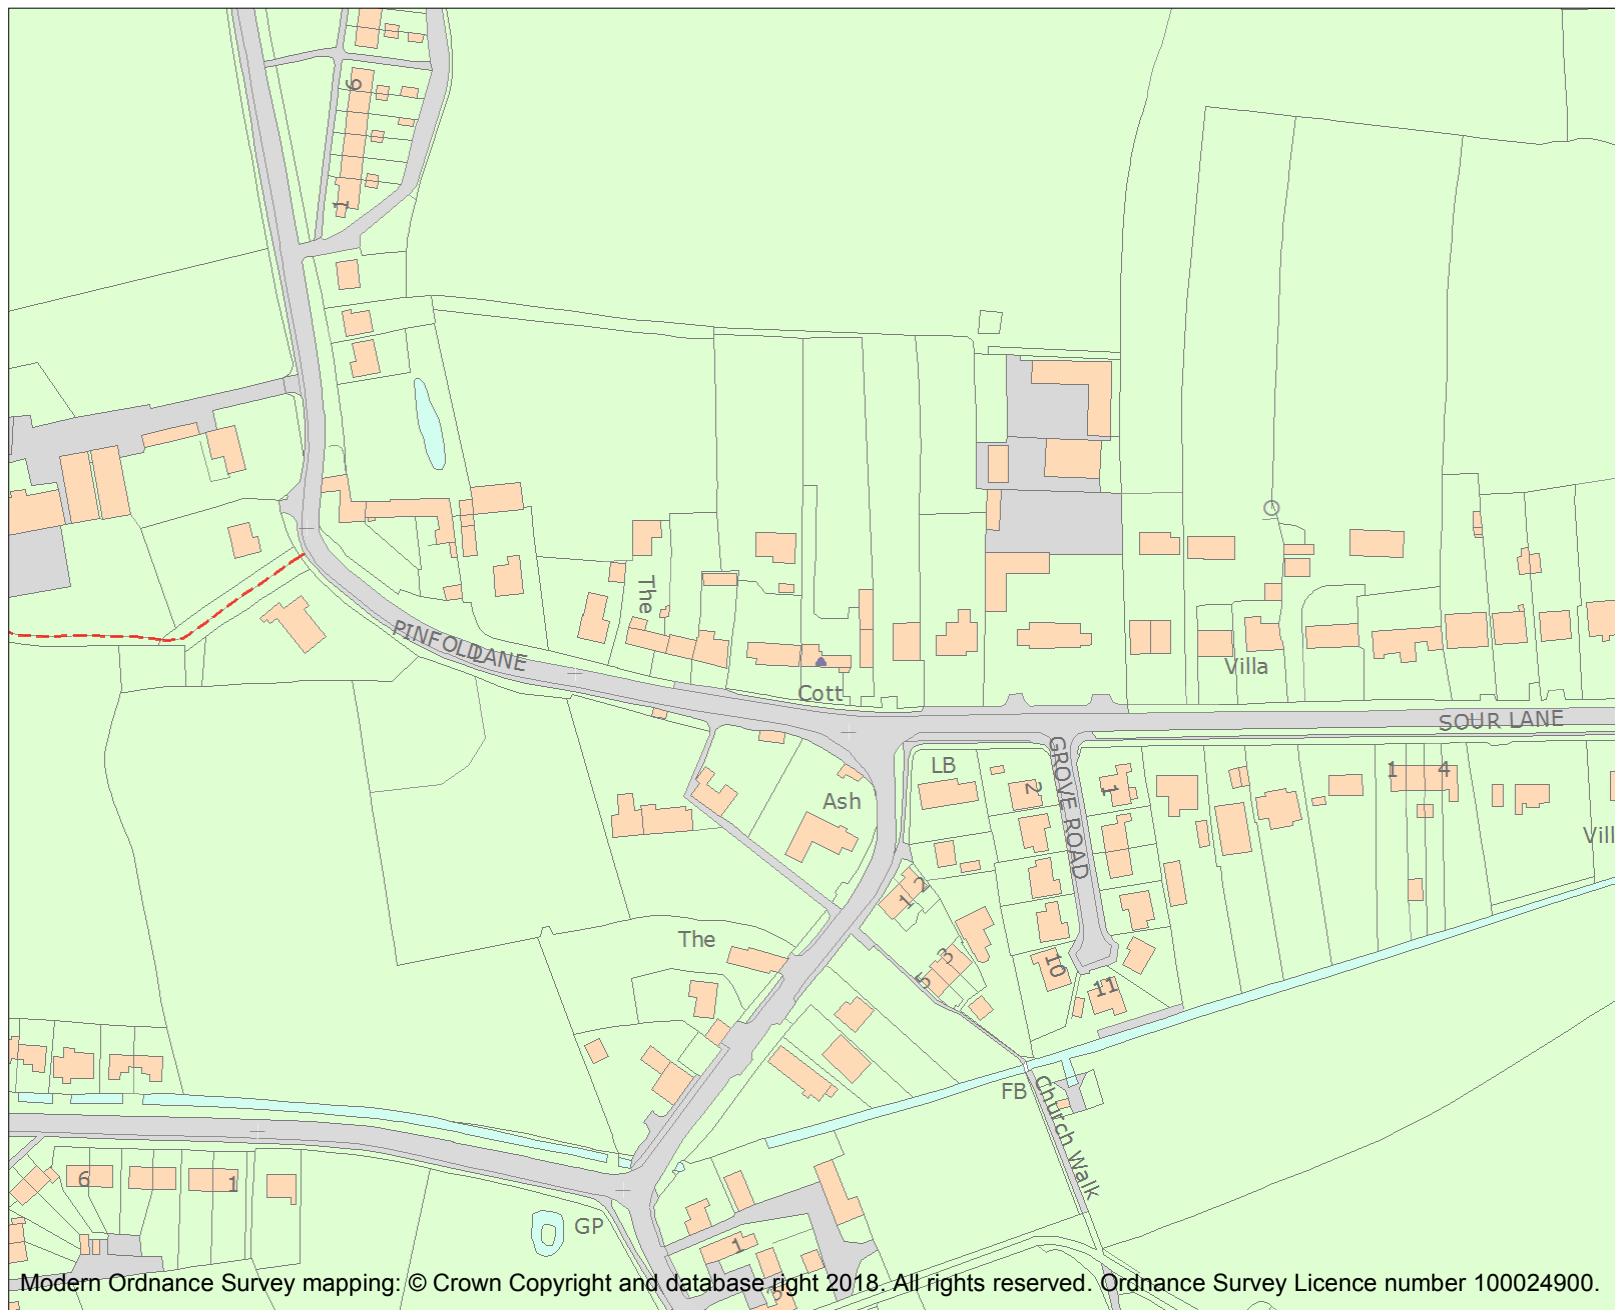 6
1
The
PINFOLD LANE
Cott
Villa
SOUR LANE
GROVE ROAD
LB
2
1
1
4
Ash
Vill
2
1
The
3
5
10
11
FB
Church Walk
6
1
GP
1
3
Modern Ordnance Survey mapping: © Crown Copyright and database right 2018. All rights reserved. Ordnance Survey Licence number 100024900.